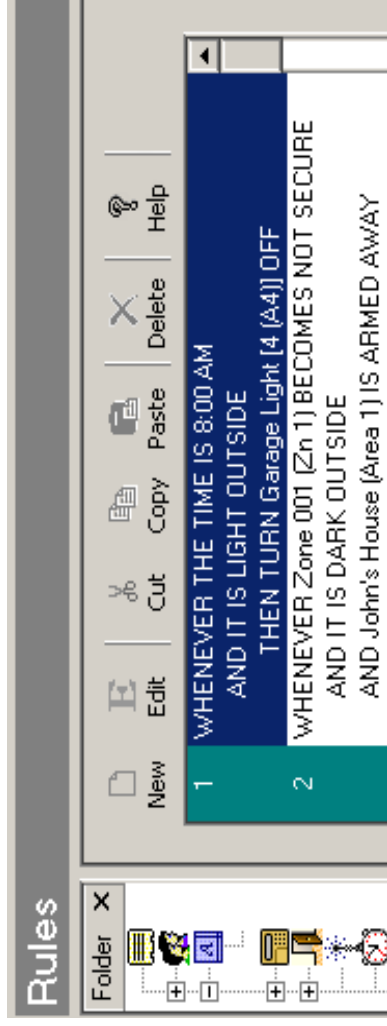 Rules
Folder
New Edit Cut Copy Paste Delete Help
1 WHENEVER THE TIME IS 8:00 AM
AND IT IS LIGHT OUTSIDE
THEN TURN Garage Light [4 (A4)] OFF
2 WHENEVER Zone 001 (Zn 1) BECOMES NOT SECURE
AND IT IS DARK OUTSIDE
AND John's House (Area 1) IS ARMED AWAY